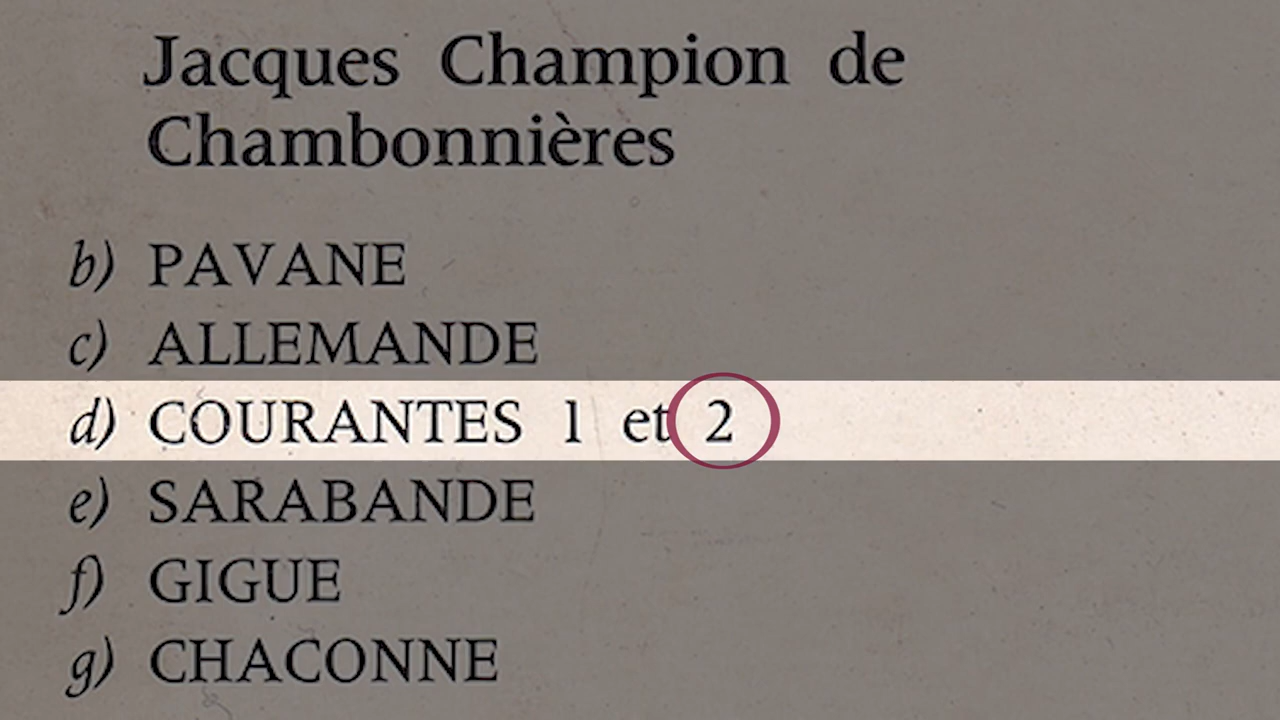 Jacques Champion de
Chambonnières
b) PAVANE
c) ALLEMANDE
d) COURANTES 1 et 2
e) SARABANDE
f) GIGUE
g) CHACONNE